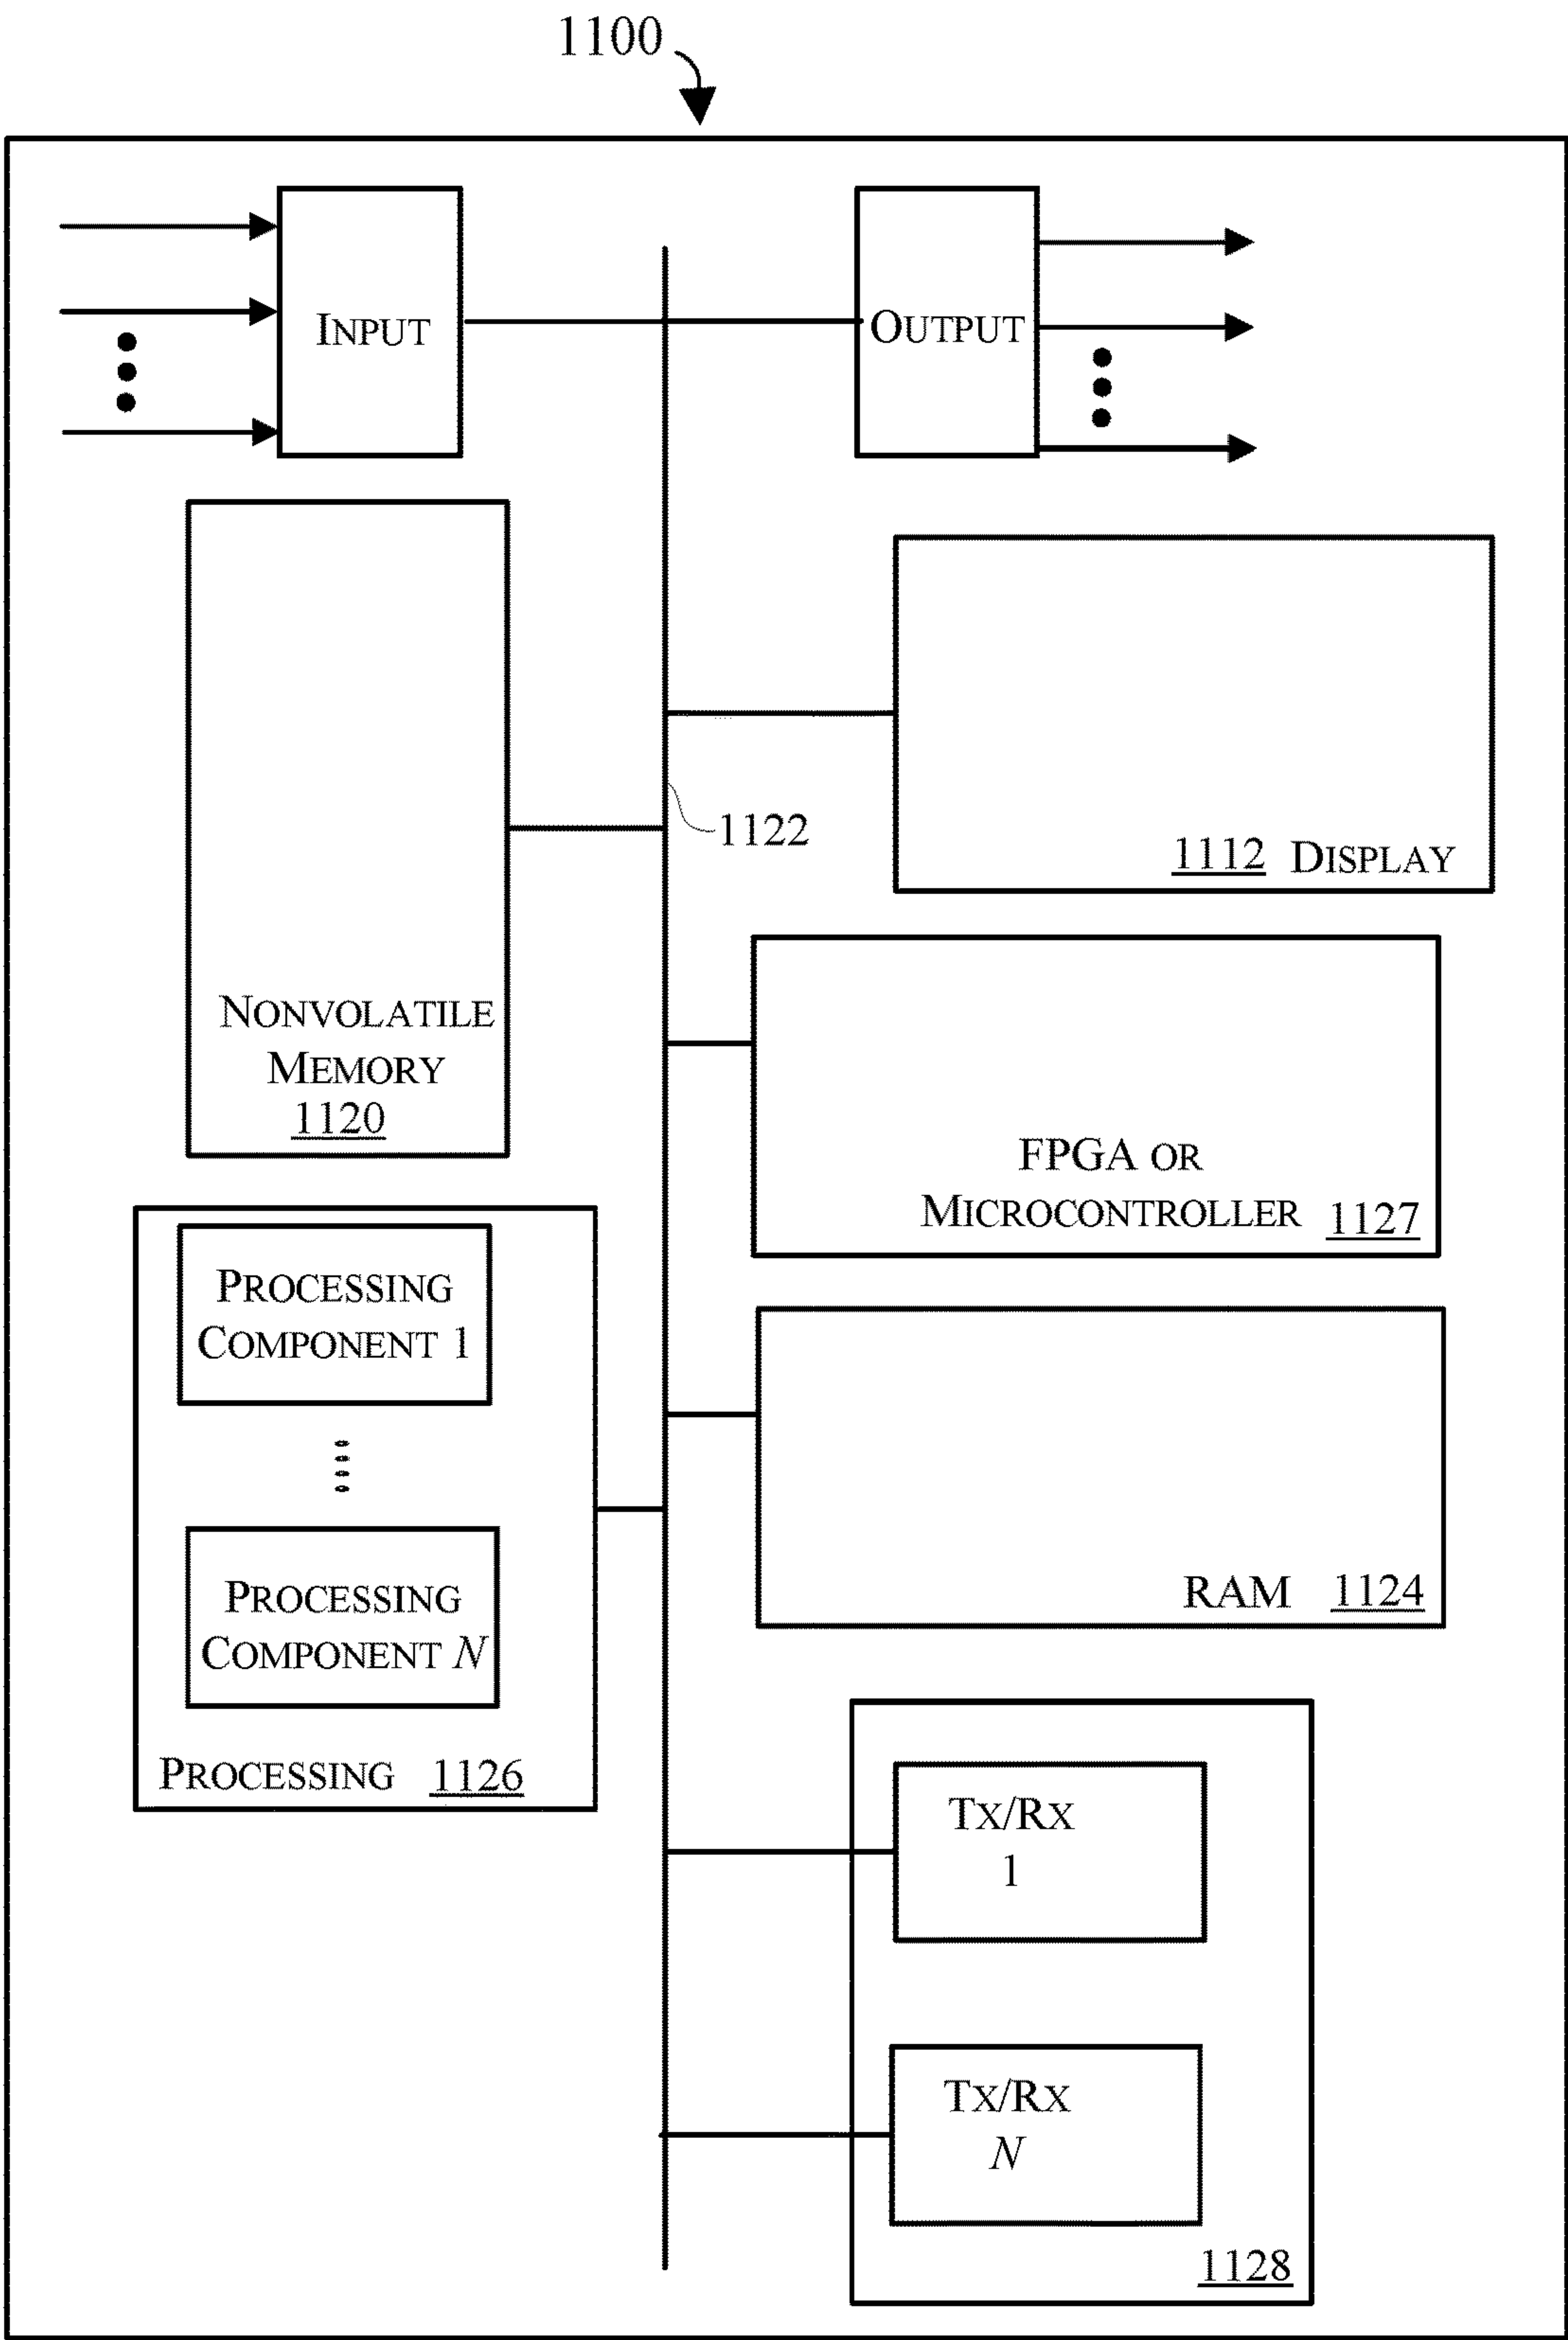 1100
INPUT
OUTPUT
1122
1112 DISPLAY
NONVOLATILE
MEMORY
1120
FPGA OR
MICROCONTROLLER 1127
PROCESSING
COMPONENT 1
PROCESSING
COMPONENT N
PROCESSING 1126
RAM 1124
TX/RX
1
TX/RX
N
1128